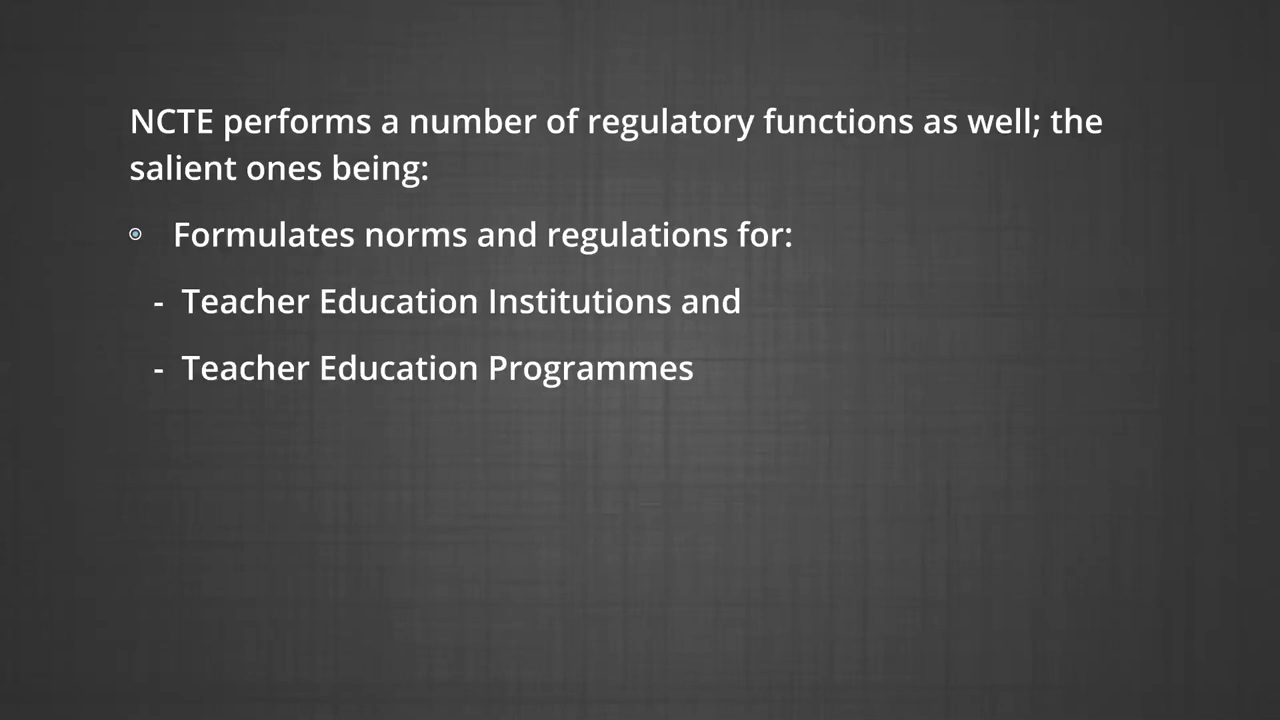 NCTE performs a number of regulatory functions as well; the
salient ones being:
Formulates norms and regulations for:
- Teacher Education Institutions and
- Teacher Education Programmes